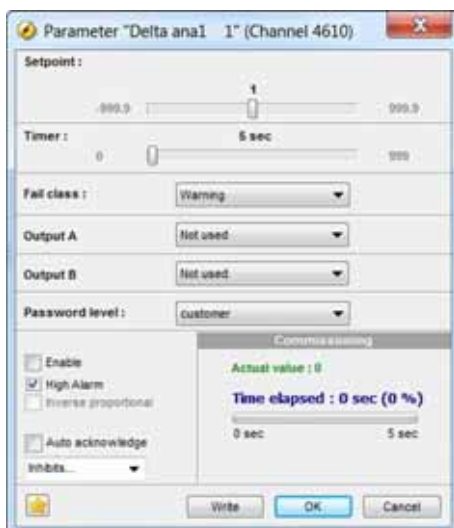 Parameter "Delta ana1 1" (Channel 4610)
Setpoint :
1
-999.9 999.9
Timer : 5 sec
0 999
Fail class : Warning
Output A Not used
Output B Not used
Password level : customer
Commissioning
Enable
High Alarm
Inverse proportional
Auto acknowledge
Inhibits...
Actual value : 0
Time elapsed : 0 sec (0 %)
0 sec 5 sec
Write OK Cancel